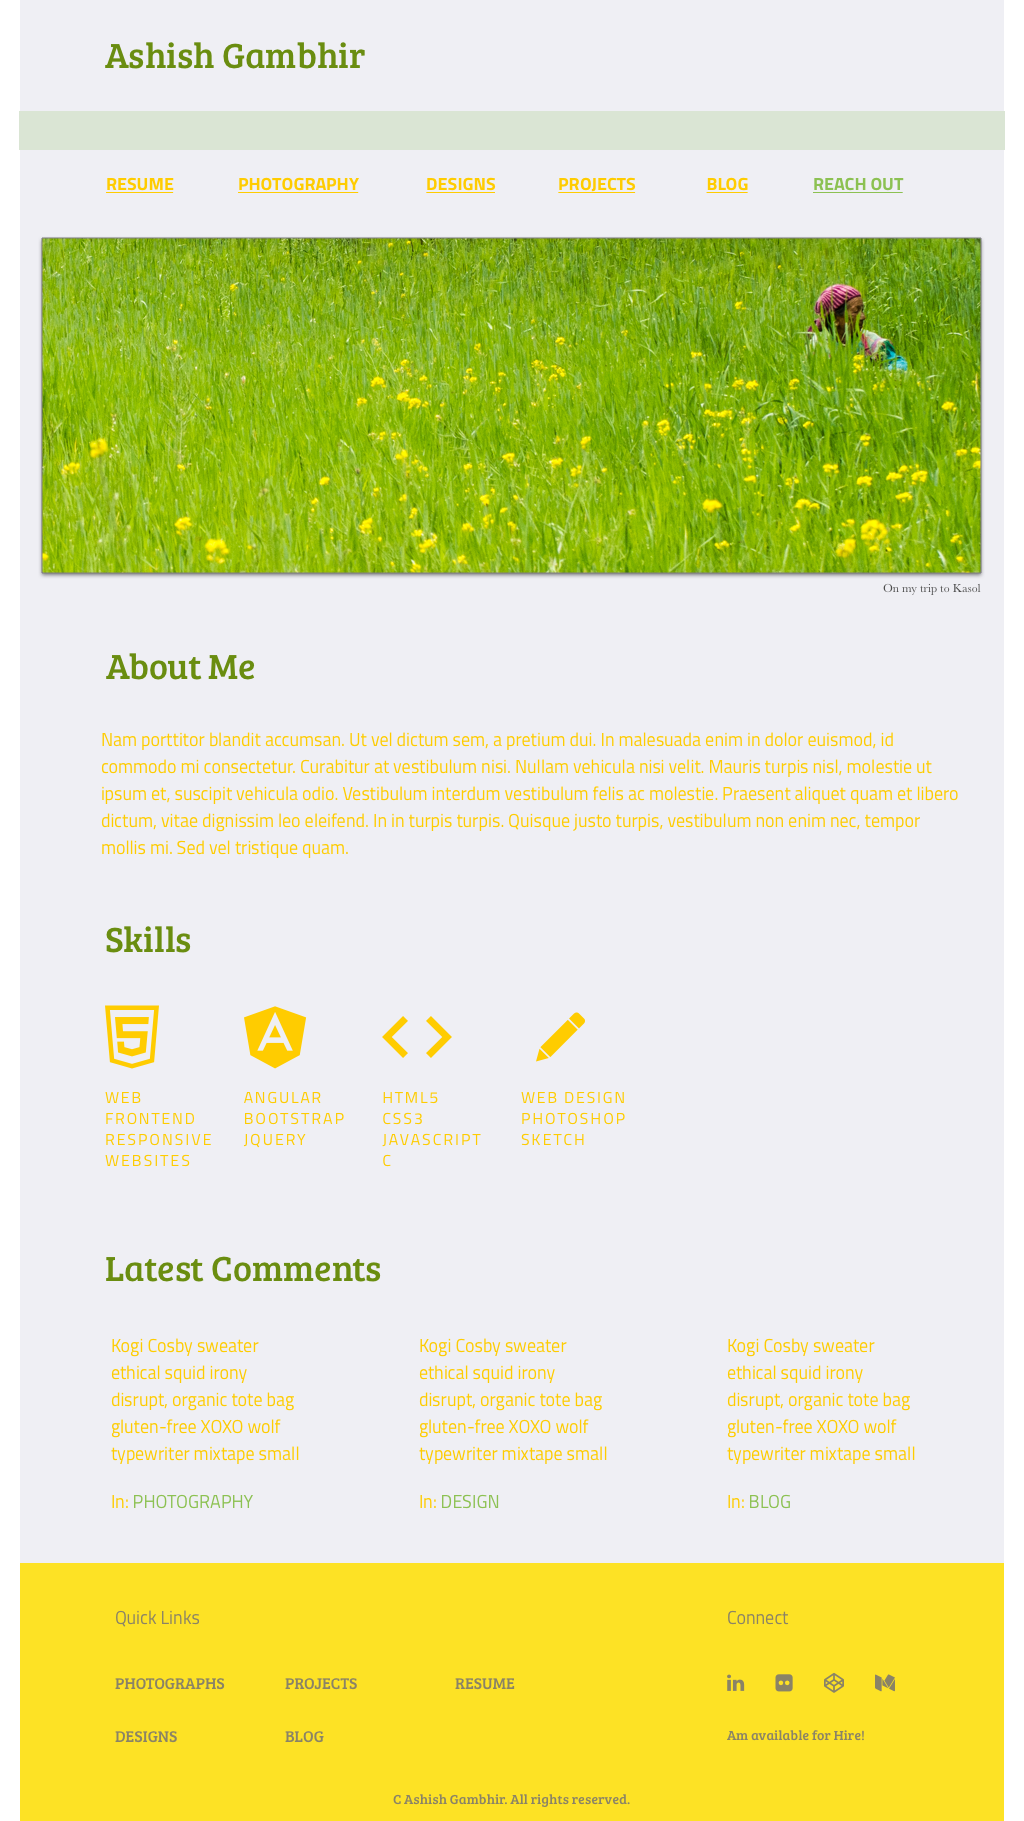 Ashish Gambhir
RESUME PHOTOGRAPHY DESIGNS PROJECTS BLOG REACH OUT
On my trip to Kasol
About Me
Nam porttitor blandit accumsan. Ut vel dictum sem, a pretium dui. In malesuada enim in dolor euismod, id
commodo mi consectetur. Curabitur at vestibulum nisi. Nullam vehicula nisi velit. Mauris turpis nisl, molestie ut
ipsum et, suscipit vehicula odio. Vestibulum interdum vestibulum felis ac molestie. Praesent aliquet quam et libero
dictum, vitae dignissim leo eleifend. In in turpis turpis. Quisque justo turpis, vestibulum non enim nec, tempor
mollis mi. Sed vel tristique quam.
Skills
WEB
FRONTEND
RESPONSIVE
WEBSITES
ANGULAR
BOOTSTRAP
JQUERY
HTML5
CSS3
JAVASCRIPT
C
WEB DESIGN
PHOTOSHOP
SKETCH
Latest Comments
Kogi Cosby sweater
ethical squid irony
disrupt, organic tote bag
gluten-free XOXO wolf
typewriter mixtape small
In: PHOTOGRAPHY
Kogi Cosby sweater
ethical squid irony
disrupt, organic tote bag
gluten-free XOXO wolf
typewriter mixtape small
In: DESIGN
Kogi Cosby sweater
ethical squid irony
disrupt, organic tote bag
gluten-free XOXO wolf
typewriter mixtape small
In: BLOG
Quick Links
PHOTOGRAPHS PROJECTS RESUME
DESIGNS BLOG
Connect
Am available for Hire!
C Ashish Gambhir. All rights reserved.